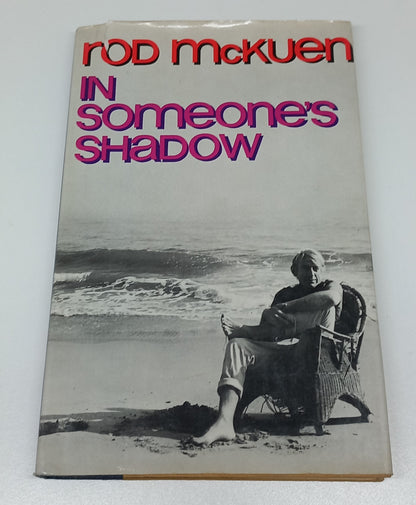 rod mckuen
in
someone's
shadow